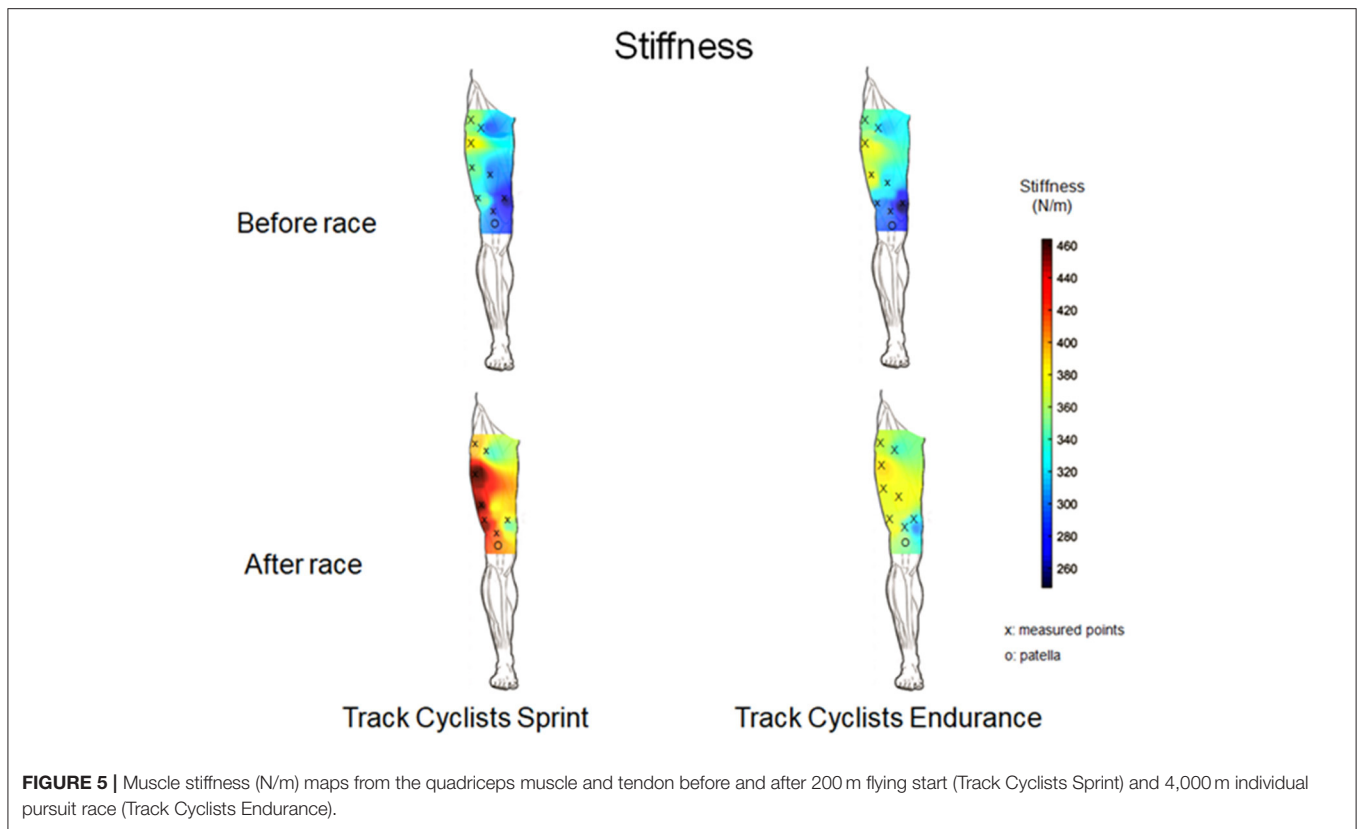 Stiffness
Before race
After race
Track Cyclists Sprint
Track Cyclists Endurance
Stiffness
(N/m)
460
440
420
400
380
360
340
320
300
280
260
x: measured points
o: patella
FIGURE 5 | Muscle stiffness (N/m) maps from the quadriceps muscle and tendon before and after 200 m flying start (Track Cyclists Sprint) and 4,000 m individual
pursuit race (Track Cyclists Endurance).